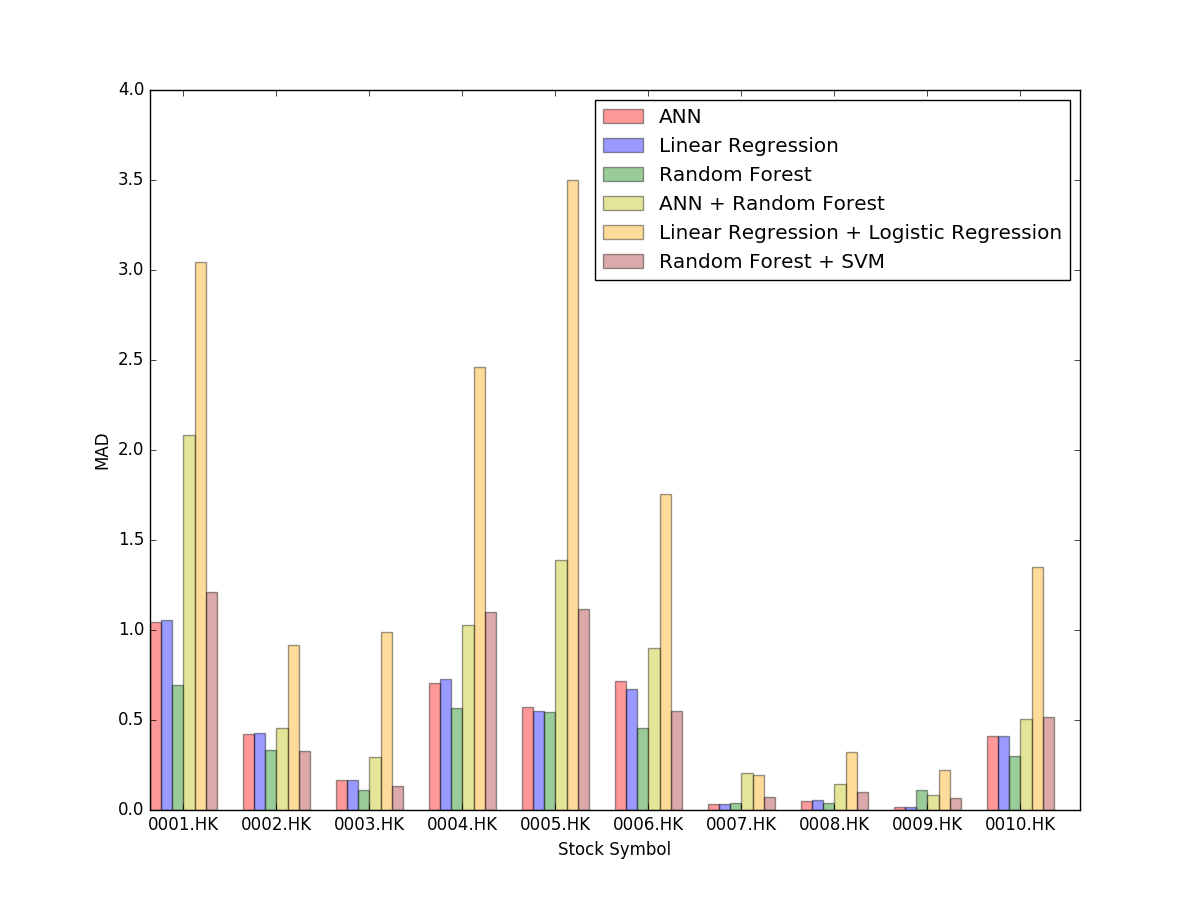 4.0
3.5
3.0
2.5
2.0
1.5
1.0
0.5
0.0
MAD
ANN
Linear Regression
Random Forest
ANN + Random Forest
Linear Regression + Logistic Regression
Random Forest + SVM
0001.HK 0002.HK 0003.HK 0004.HK 0005.HK 0006.HK 0007.HK 0008.HK 0009.HK 0010.HK
Stock Symbol